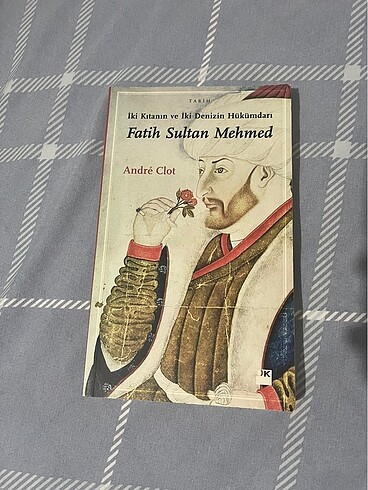 TARİH
İki Kıtanın ve İki Denizin Hükümdarı
Fatih Sultan Mehmed
André Clot